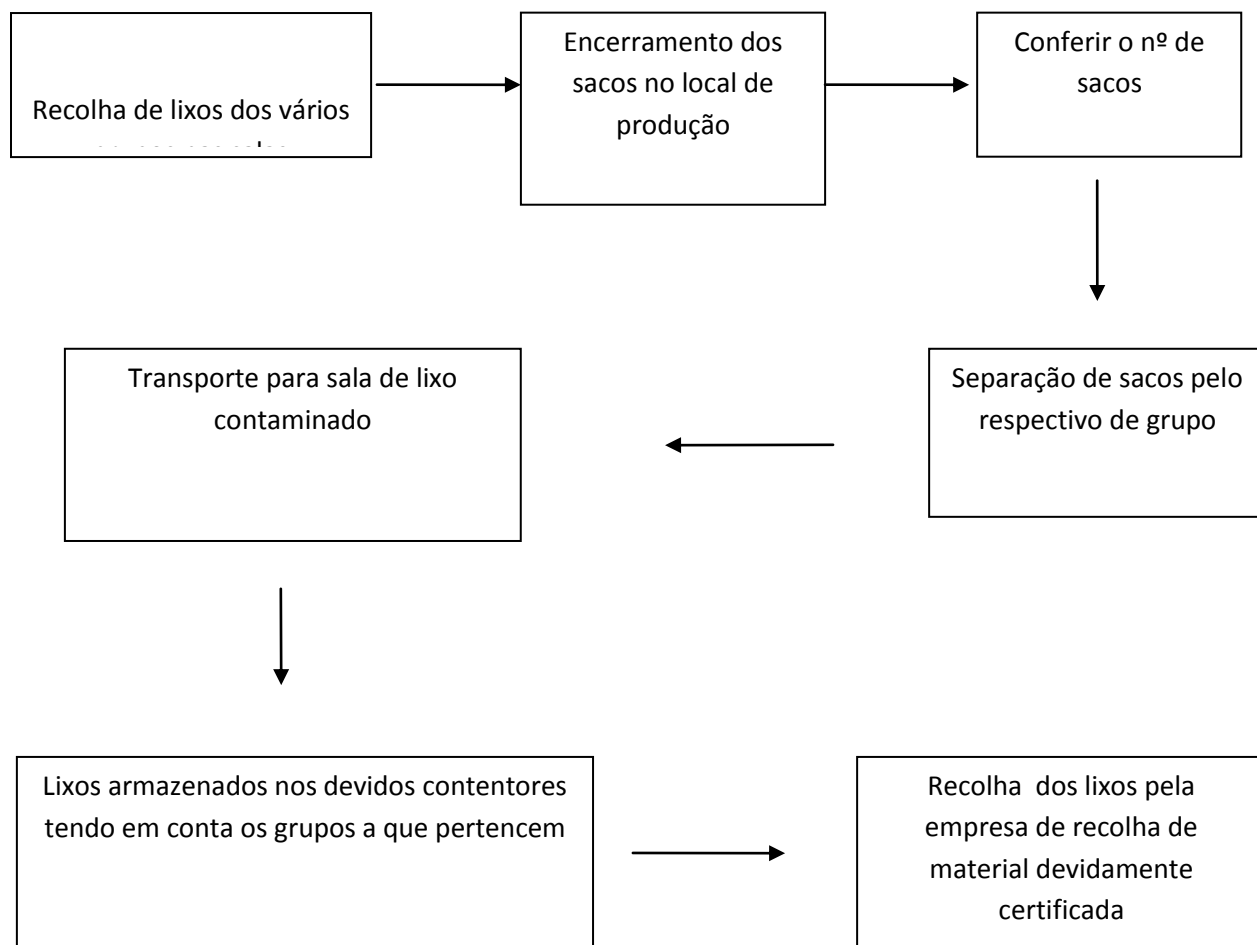 Recolha de lixos dos vários
Encerramento dos
sacos no local de
produção
Conferir o nº de
sacos
Separação de sacos pelo
respectivo de grupo
Transporte para sala de lixo
contaminado
Lixos armazenados nos devidos contentores
tendo em conta os grupos a que pertencem
Recolha  dos lixos pela
empresa de recolha de
material devidamente
certificada